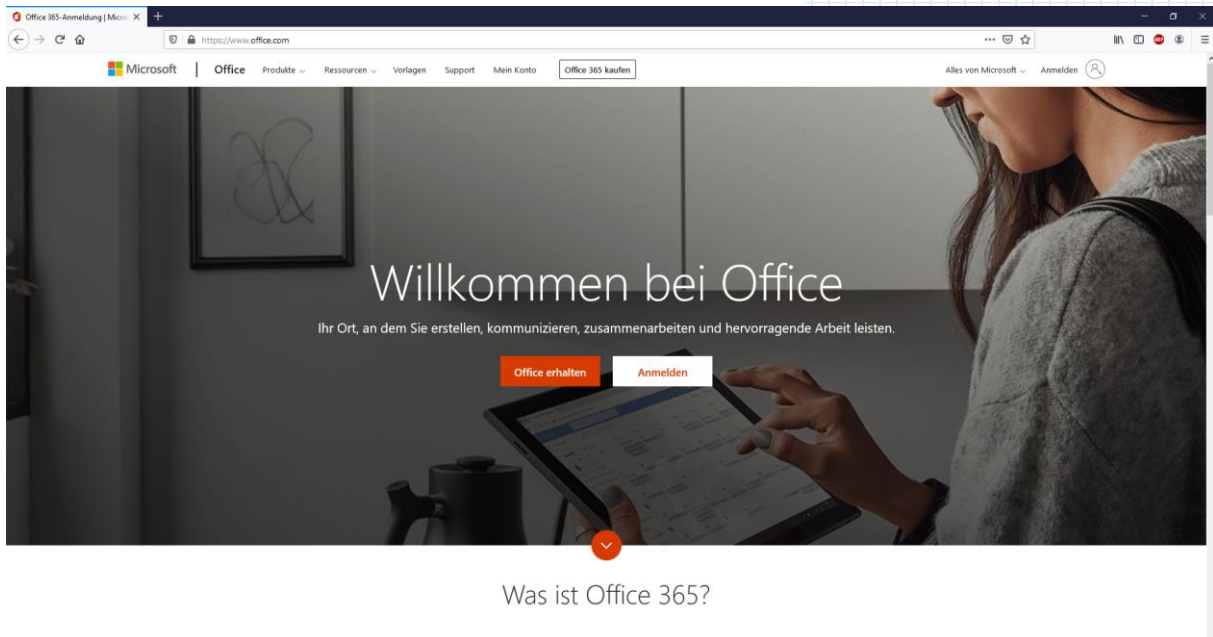 Office 365-Anmeldung | Micros
https://www.office.com
Microsoft | Office Produkte Ressourcen Vorlagen Support Mein Konto Office 365 kaufen Alles von Microsoft Anmelden
Willkommen bei Office
Ihr Ort, an dem Sie erstellen, kommunizieren, zusammenarbeiten und hervorragende Arbeit leisten.
Office erhalten Anmelden
Was ist Office 365?